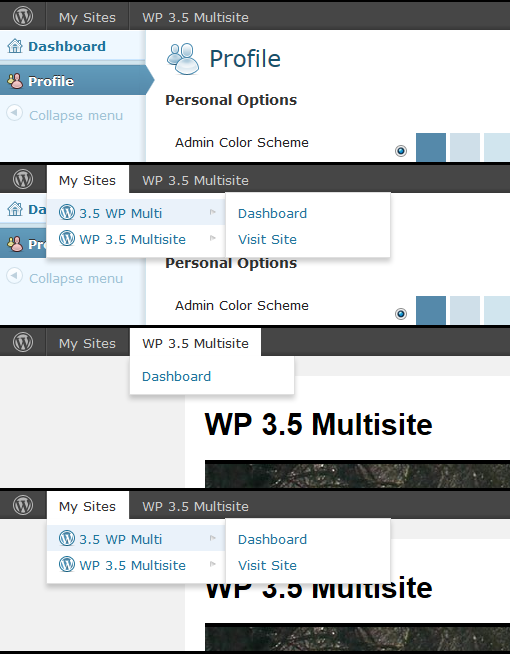 My Sites WP 3.5 Multisite
Dashboard
Profile
Profile
Collapse menu
Personal Options
Admin Color Scheme
My Sites WP 3.5 Multisite
3.5 WP Multi
WP 3.5 Multisite
Dashboard
Visit Site
Da
Pr
Collapse menu
Personal Options
Admin Color Scheme
My Sites WP 3.5 Multisite
Dashboard
WP 3.5 Multisite
My Sites WP 3.5 Multisite
3.5 WP Multi
WP 3.5 Multisite
Dashboard
Visit Site
WP 3.5 Multisite